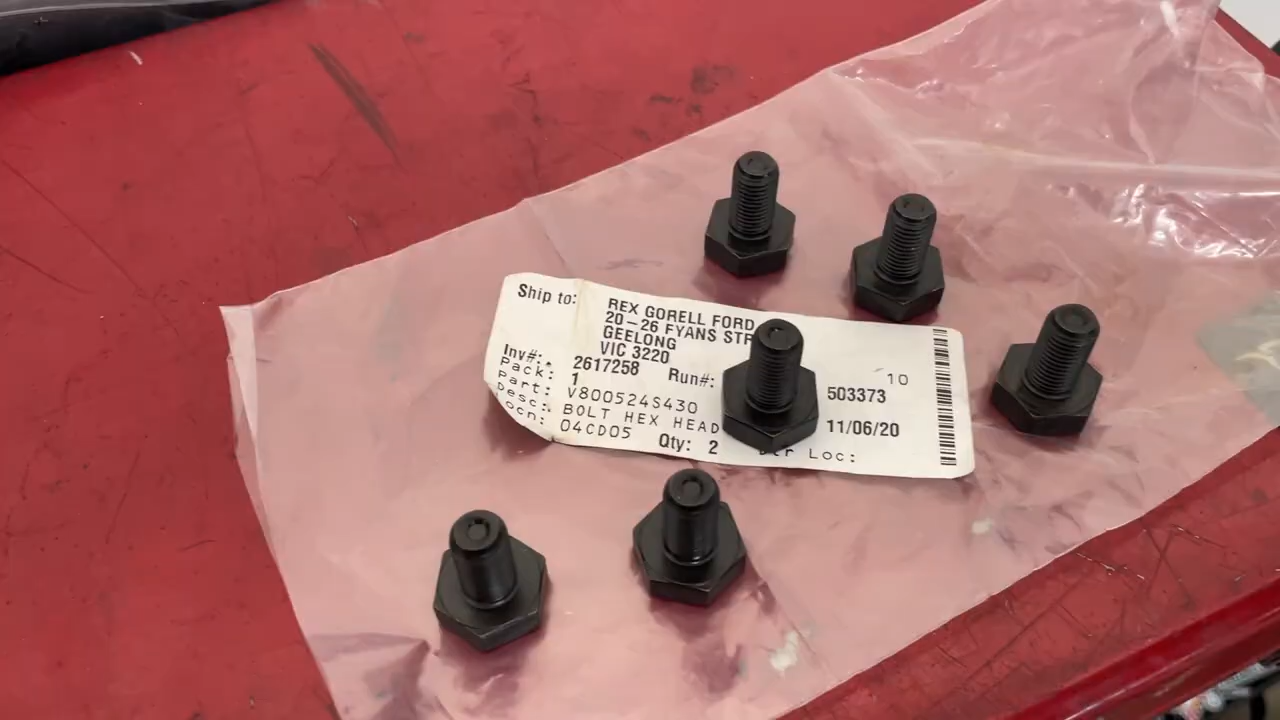 Ship to: REX GORELL FORD
20-26 FYANS STR
GEELONG
VIC 3220
Inv#: 2617258 Run#: 503373
Pack: 1 10
Part: V800524S430
Desc: BOLT HEX HEAD 11/06/20
ocn: 04CD05 Qty: 2 Loc: